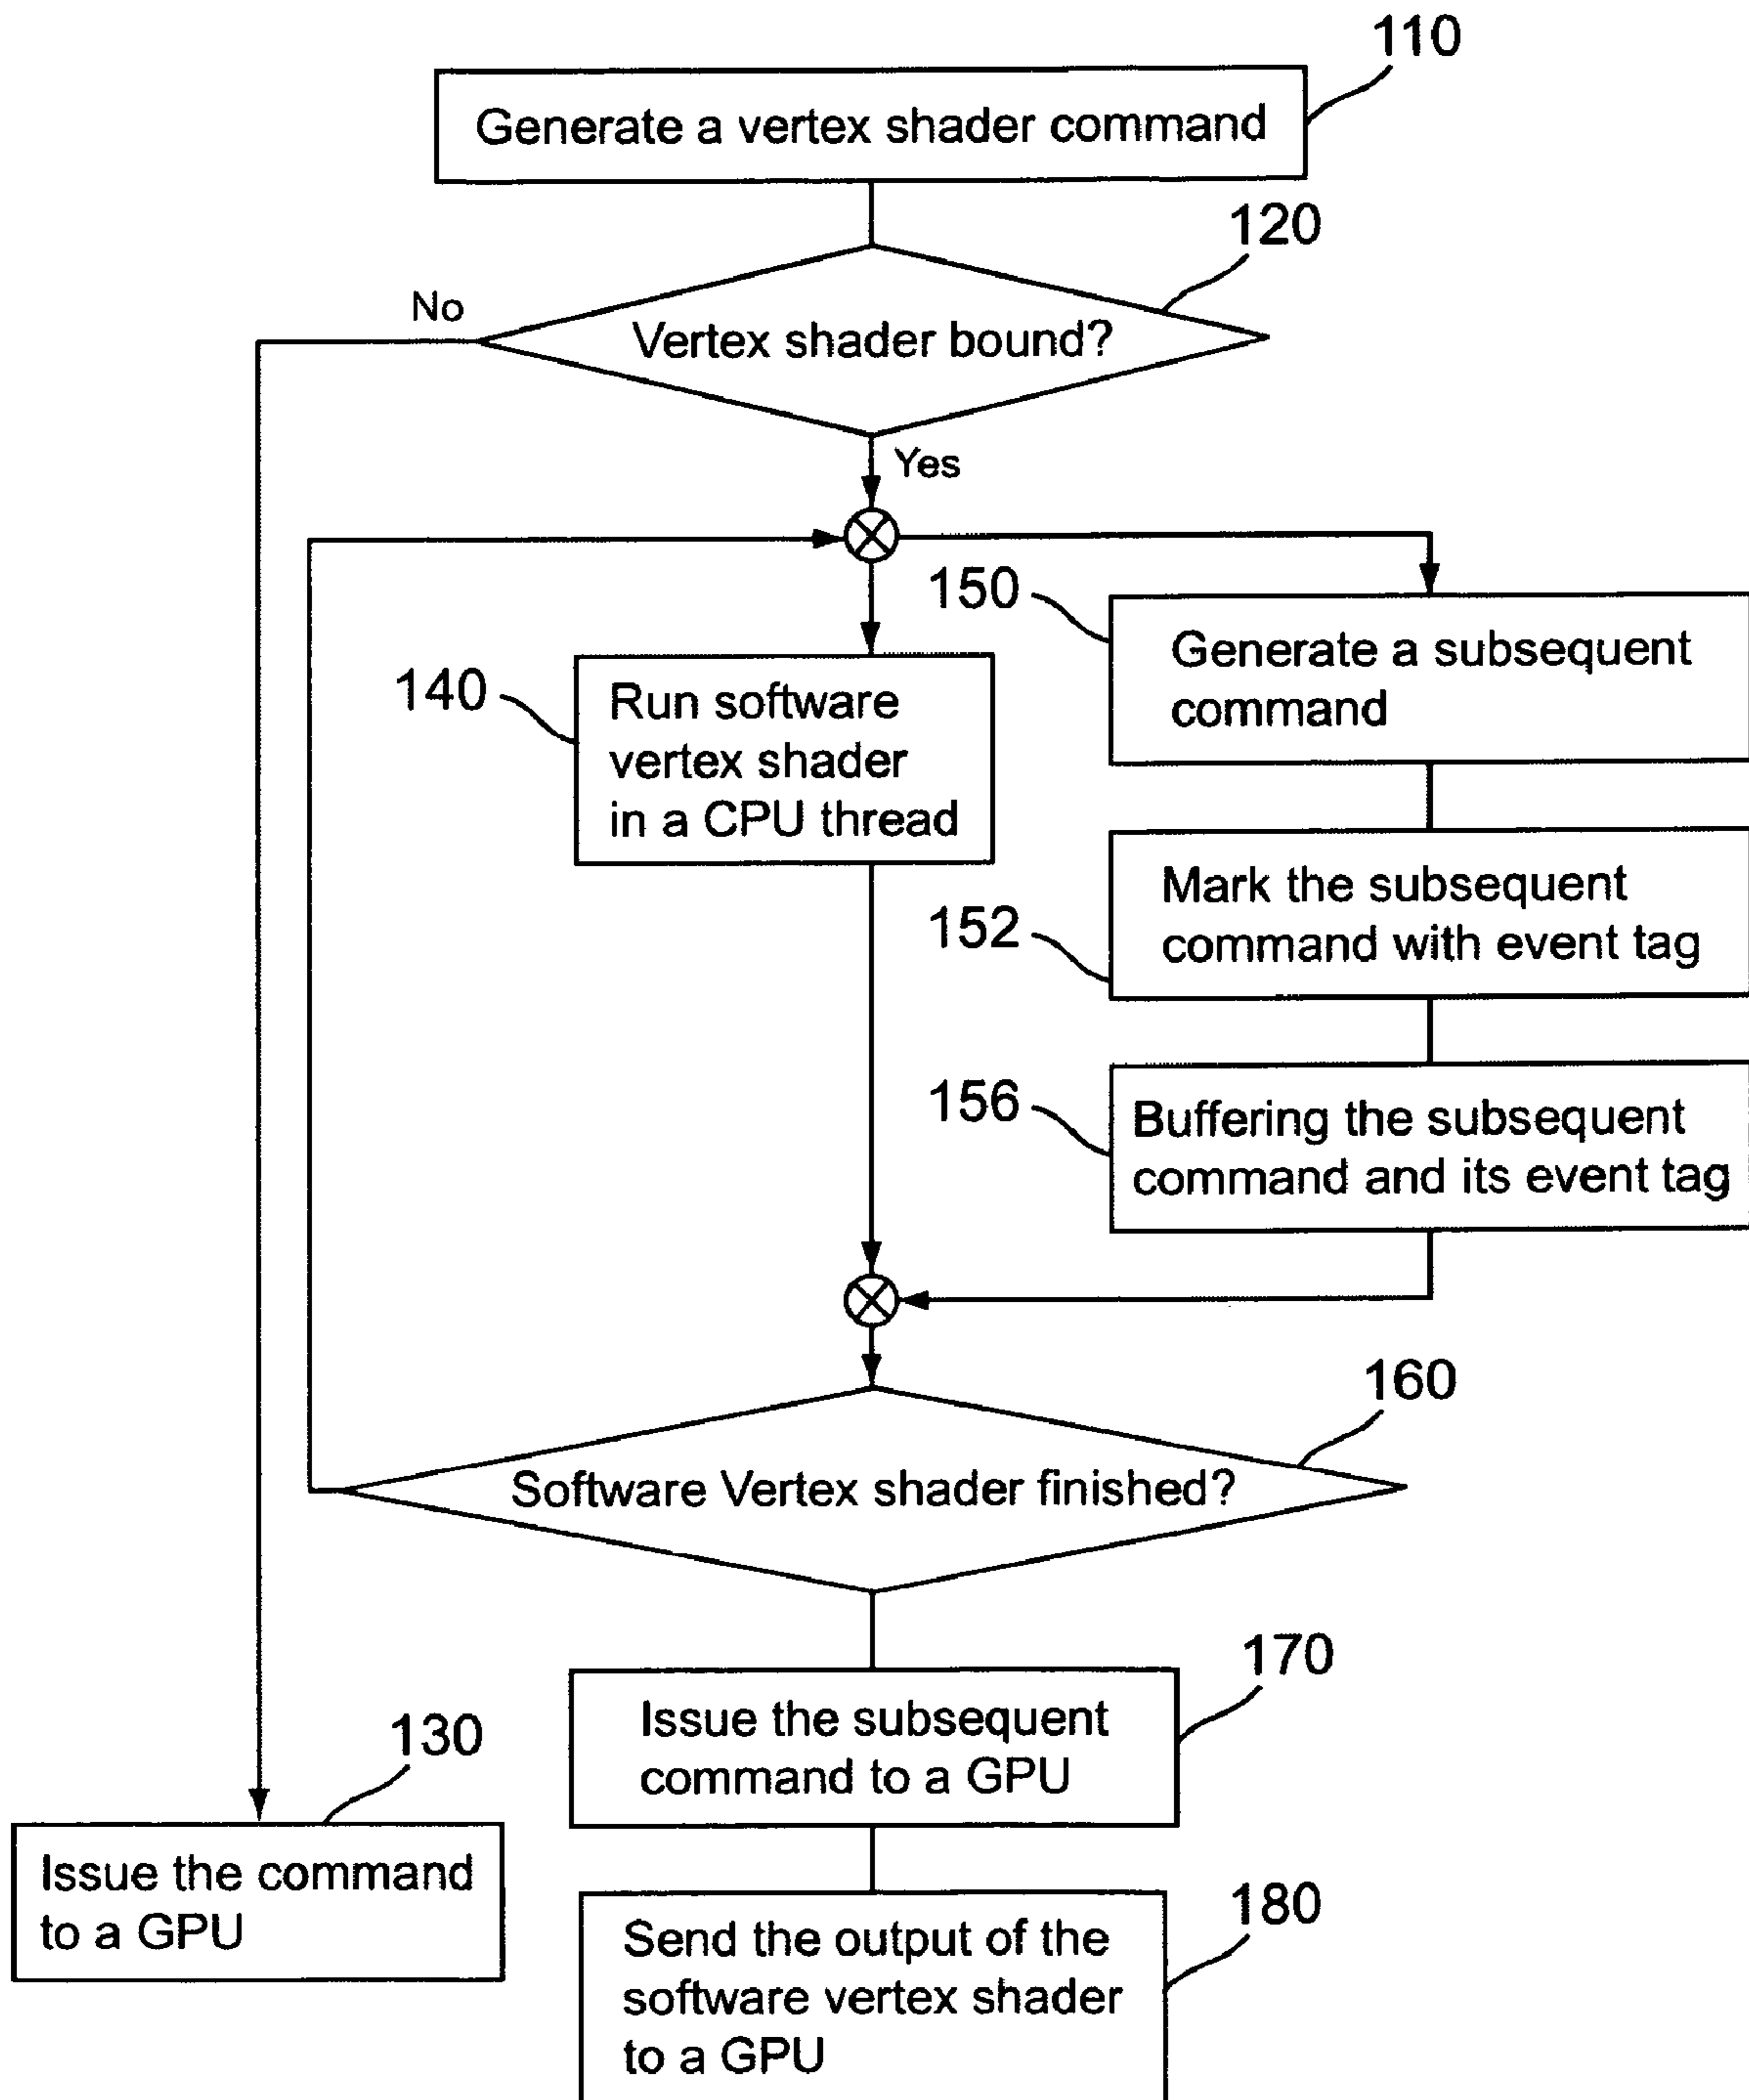 110
Generate a vertex shader command
120
No
Vertex shader bound?
Yes
150
Generate a subsequent
command
140
Run software
vertex shader
in a CPU thread
152
Mark the subsequent
command with event tag
156
Buffering the subsequent
command and its event tag
160
Software Vertex shader finished?
170
Issue the subsequent
command to a GPU
130
Issue the command
to a GPU
180
Send the output of the
software vertex shader
to a GPU